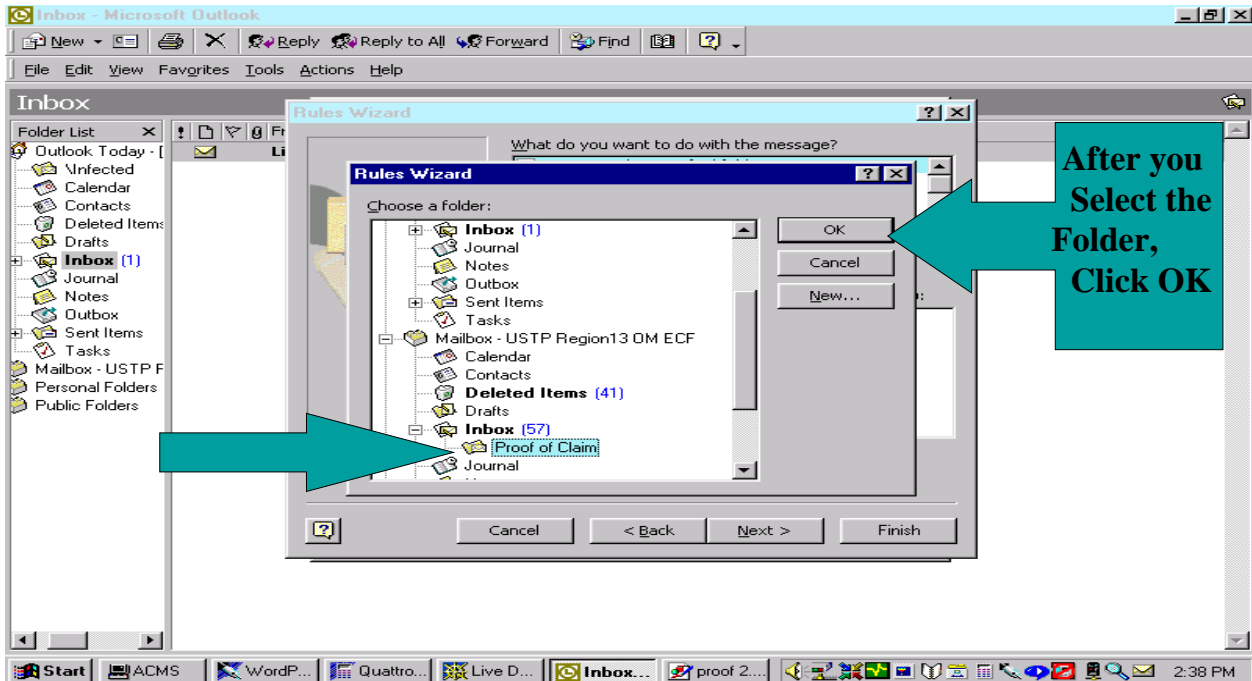 Inbox - Microsoft Outlook
New Reply Reply to All Forward Find
File Edit View Favorites Tools Actions Help
Inbox
Folder List
Outlook Today - [
\Infected
Calendar
Contacts
Deleted Items
Drafts
Inbox (1)
Journal
Notes
Outbox
Sent Items
Tasks
Mailbox - USTP
Personal Folders
Public Folders
Rules Wizard
What do you want to do with the message?
Rules Wizard
Choose a folder:
Inbox (1)
Journal
Notes
Outbox
Sent Items
Tasks
Mailbox - USTP Region13 OM ECF
Calendar
Contacts
Deleted Items (41)
Drafts
Inbox (57)
Proof of Claim
Journal
OK
Cancel
New...
Cancel < Back Next > Finish
After you
Select the
Folder,
Click OK
Start ACMS WordP... Quattro... Live D... Inbox... proof 2.... 2:38 PM